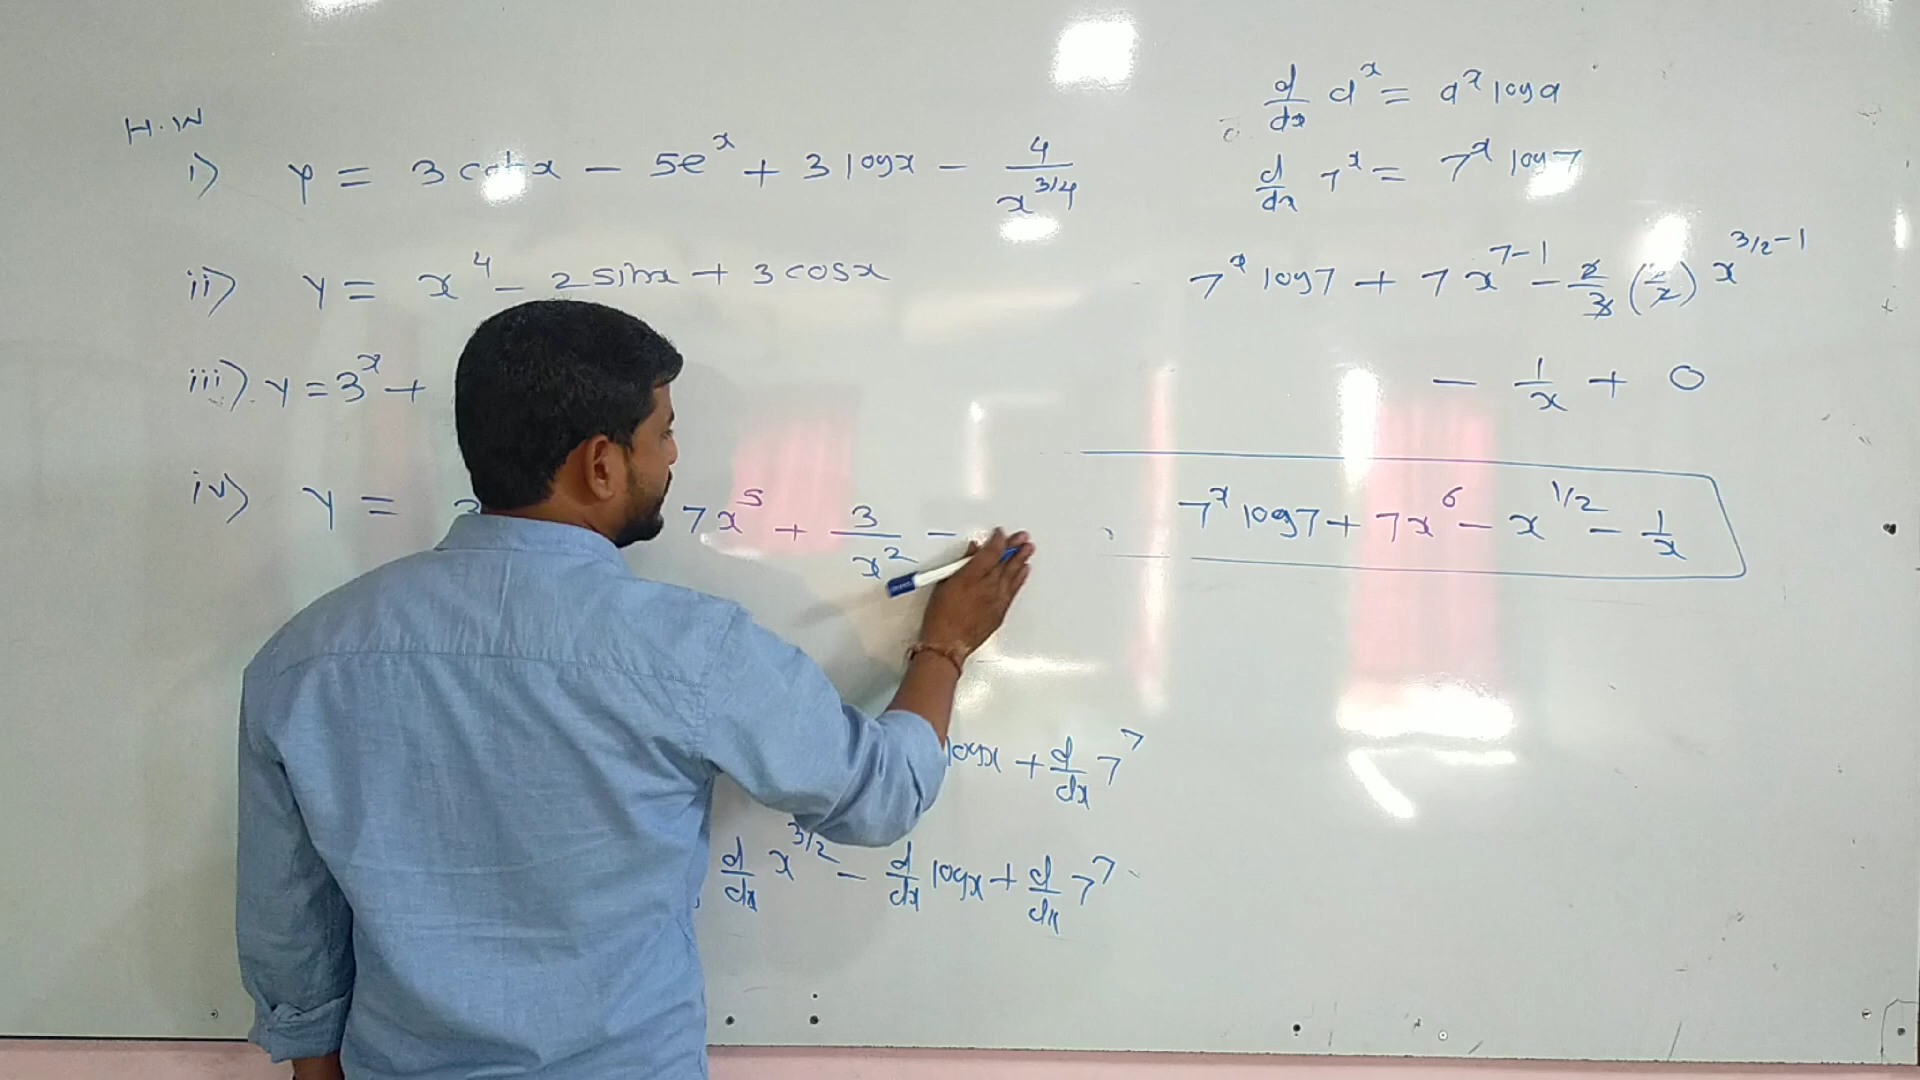 H.W
i) y = 3 cot x - 5e^x + 3 log x - 4/x^(3/4)
ii) y = x^4 - 2 sin x + 3 cos x
iii) y = 3^x +
iv) y = 3 7x^5 + 3/x^2 -
log x + d/dx 7^7
d/dx x^(3/2) - d/dx log x + d/dx 7^7
d/dx a^x = a^x log a
d/dx 7^x = 7^x log 7
7^x log 7 + 7 x^(7-1) - 2/3 (3/2) x^(3/2-1)
- 1/x + 0
7^x log 7 + 7x^6 - x^(1/2) - 1/x